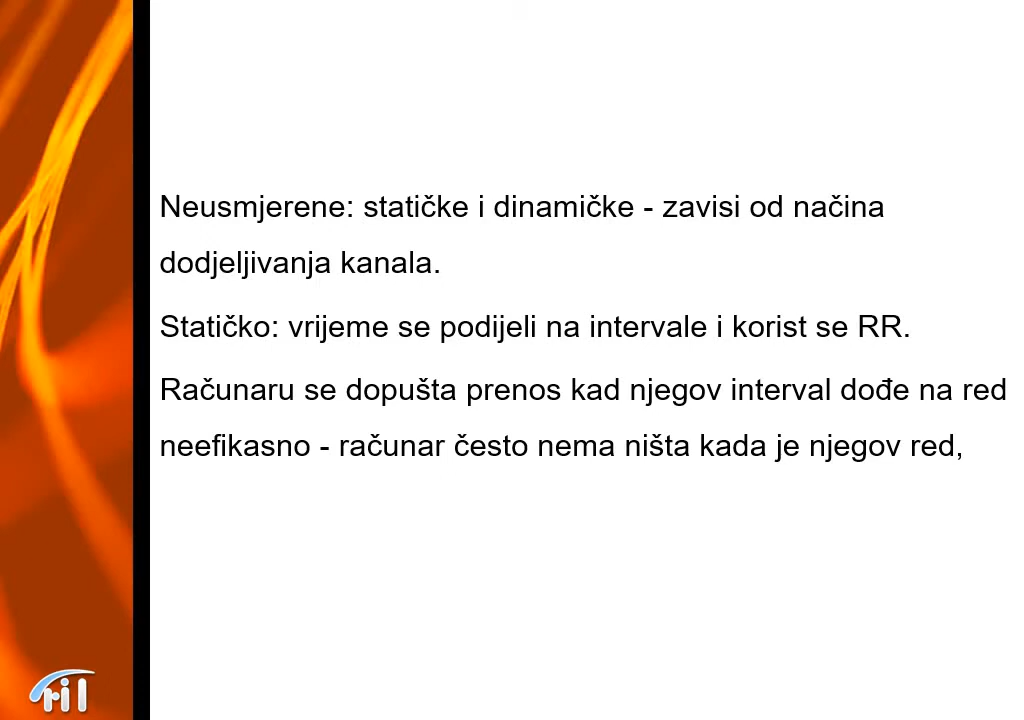 Neusmjerene: statičke i dinamičke - zavisi od načina
dodjeljivanja kanala.
Statičko: vrijeme se podijeli na intervale i korist se RR.
Računaru se dopušta prenos kad njegov interval dođe na red
neefikasno - računar često nema ništa kada je njegov red,
ril